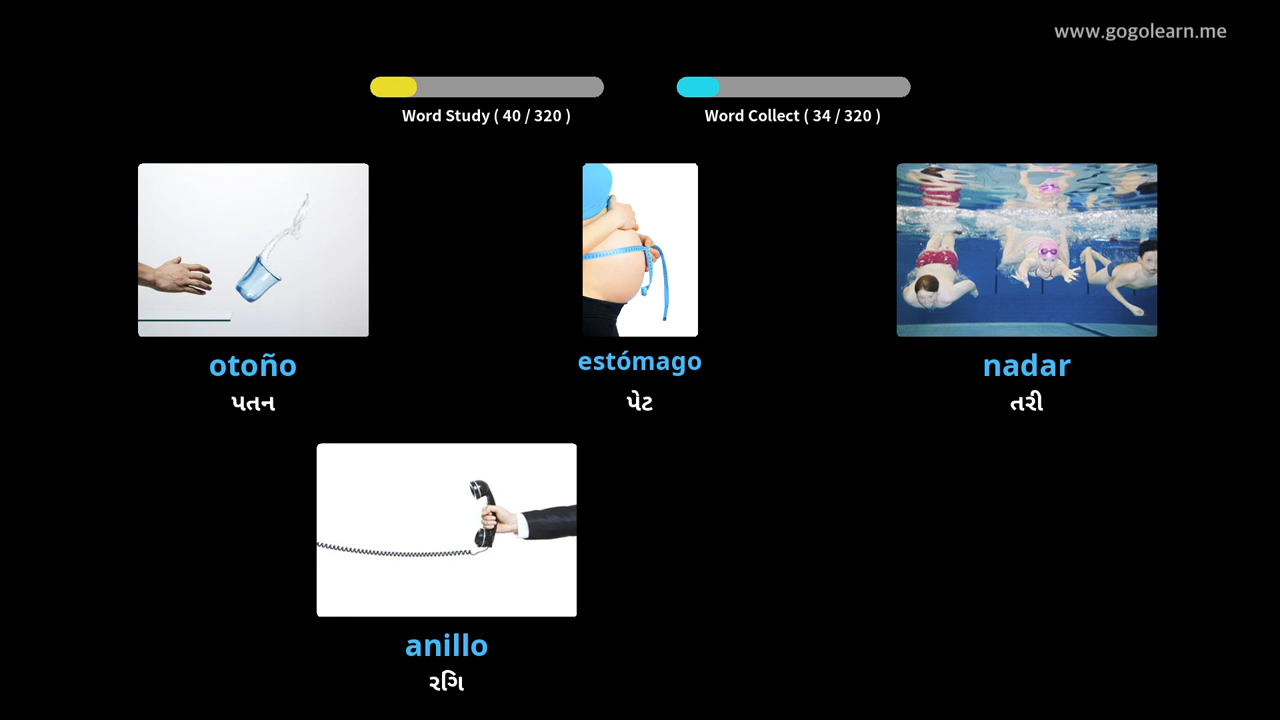 www.gogolearn.me
Word Study ( 40 / 320 )
Word Collect ( 34 / 320 )
otoño
પતન
estómago
પેટ
nadar
તરી
anillo
રિંગ